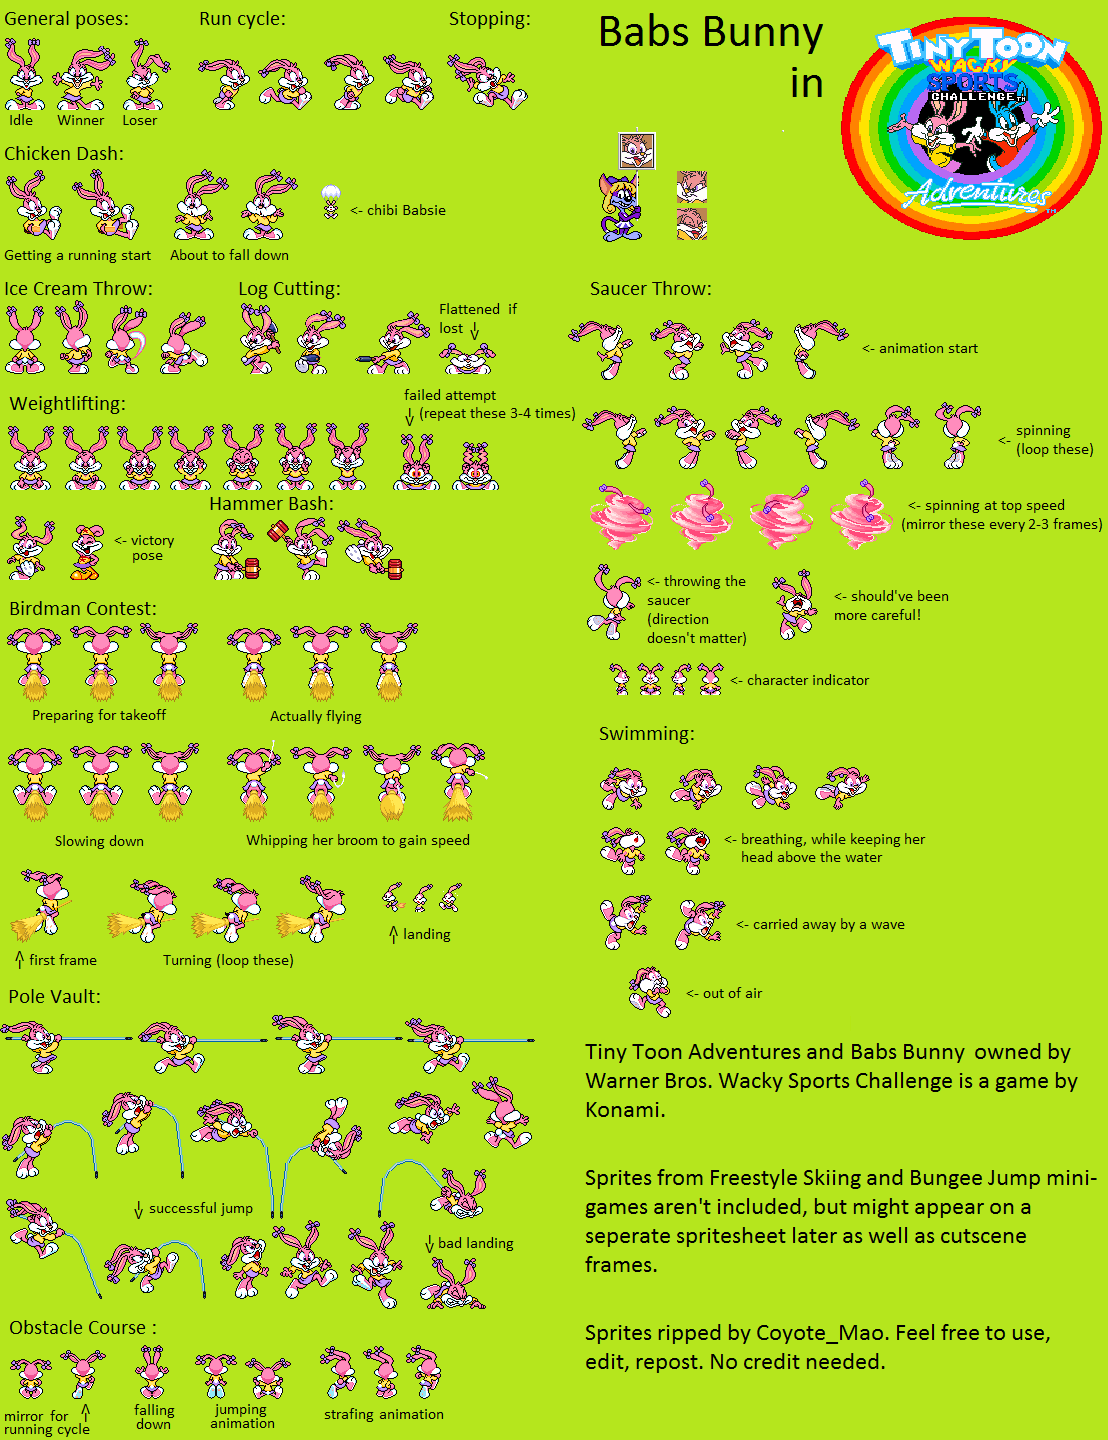 General poses:
Run cycle:
Stopping:
Babs Bunny
in
TINY TOON
WACKY
SPORTS
CHALLENGE™
Adventures™
Idle
Winner
Loser
Chicken Dash:
<- chibi Babsie
Getting a running start
About to fall down
Ice Cream Throw:
Log Cutting:
Flattened if
lost ↓
Saucer Throw:
<- animation start
Weightlifting:
failed attempt
↓ (repeat these 3-4 times)
<- spinning
(loop these)
Hammer Bash:
<- victory
pose
<- spinning at top speed
(mirror these every 2-3 frames)
<- throwing the
saucer
(direction
doesn't matter)
<- should've been
more careful!
Birdman Contest:
<- character indicator
Preparing for takeoff
Actually flying
Swimming:
Slowing down
Whipping her broom to gain speed
<- breathing, while keeping her
head above the water
<- carried away by a wave
↑ first frame
Turning (loop these)
↑ landing
<- out of air
Pole Vault:
↓ successful jump
↓ bad landing
Obstacle Course :
mirror for ↑
running cycle
falling
down
jumping
animation
strafing animation
Tiny Toon Adventures and Babs Bunny owned by
Warner Bros. Wacky Sports Challenge is a game by
Konami.
Sprites from Freestyle Skiing and Bungee Jump mini-
games aren't included, but might appear on a
seperate spritesheet later as well as cutscene
frames.
Sprites ripped by Coyote_Mao. Feel free to use,
edit, repost. No credit needed.